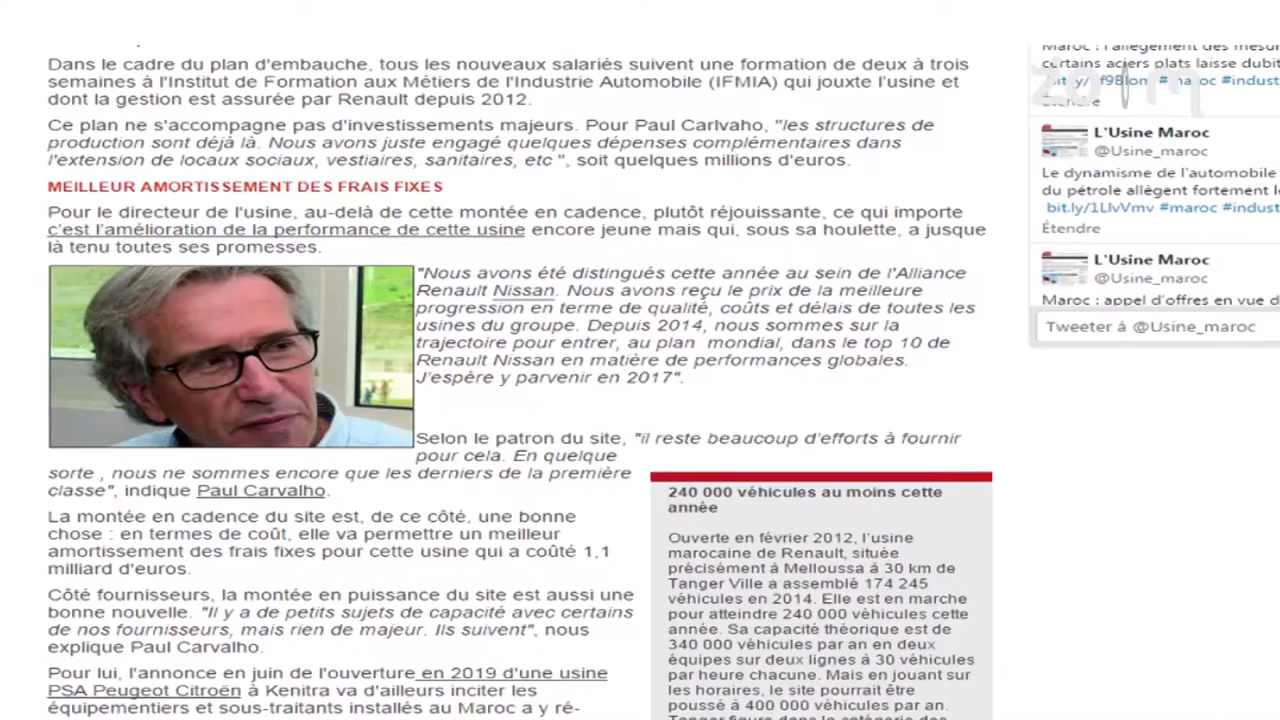 Dans le cadre du plan d'embauche, tous les nouveaux salariés suivent une formation de deux à trois
semaines à l'Institut de Formation aux Métiers de l'Industrie Automobile (IFMIA) qui jouxte l'usine et
dont la gestion est assurée par Renault depuis 2012.
Ce plan ne s'accompagne pas d'investissements majeurs. Pour Paul Carlvaho, "les structures de
production sont déjà là. Nous avons juste engagé quelques dépenses complémentaires dans
l'extension de locaux sociaux, vestiaires, sanitaires, etc ", soit quelques millions d'euros.
MEILLEUR AMORTISSEMENT DES FRAIS FIXES
Pour le directeur de l'usine, au-delà de cette montée en cadence, plutôt réjouissante, ce qui importe
c'est l'amélioration de la performance de cette usine encore jeune mais qui, sous sa houlette, a jusque
là tenu toutes ses promesses.
"Nous avons été distingués cette année au sein de l'Alliance
Renault Nissan. Nous avons reçu le prix de la meilleure
progression en terme de qualité, coûts et délais de toutes les
usines du groupe. Depuis 2014, nous sommes sur la
trajectoire pour entrer, au plan mondial, dans le top 10 de
Renault Nissan en matière de performances globales.
J'espère y parvenir en 2017".
Selon le patron du site, "il reste beaucoup d'efforts à fournir
pour cela. En quelque
sorte , nous ne sommes encore que les derniers de la première
classe", indique Paul Carvalho.
La montée en cadence du site est, de ce côté, une bonne
chose : en termes de coût, elle va permettre un meilleur
amortissement des frais fixes pour cette usine qui a coûté 1,1
milliard d'euros.
Côté fournisseurs, la montée en puissance du site est aussi une
bonne nouvelle. "Il y a de petits sujets de capacité avec certains
de nos fournisseurs, mais rien de majeur. Ils suivent", nous
explique Paul Carvalho.
Pour lui, l'annonce en juin de l'ouverture en 2019 d'une usine
PSA Peugeot Citroën à Kenitra va d'ailleurs inciter les
équipementiers et sous-traitants installés au Maroc a y ré-
240 000 véhicules au moins cette
année
Ouverte en février 2012, l'usine
marocaine de Renault, située
précisément à Melloussa à 30 km de
Tanger Ville a assemblé 174 245
véhicules en 2014. Elle est en marche
pour atteindre 240 000 véhicules cette
année. Sa capacité théorique est de
340 000 véhicules par an en deux
équipes sur deux lignes à 30 véhicules
par heure chacune. Mais en jouant sur
les horaires, le site pourrait être
poussé à 400 000 véhicules par an.
Tanger figure dans la catégorie des
Maroc : l'allègement des mesur
certains aciers plats laisse dubit
#maroc #indust
Étendre
L'Usine Maroc
@Usine_maroc
Le dynamisme de l'automobile
du pétrole allègent fortement l
bit.ly/1LlvVmv #maroc #indust
Étendre
L'Usine Maroc
@Usine_maroc
Maroc : appel d'offres en vue d
Tweeter à @Usine_maroc